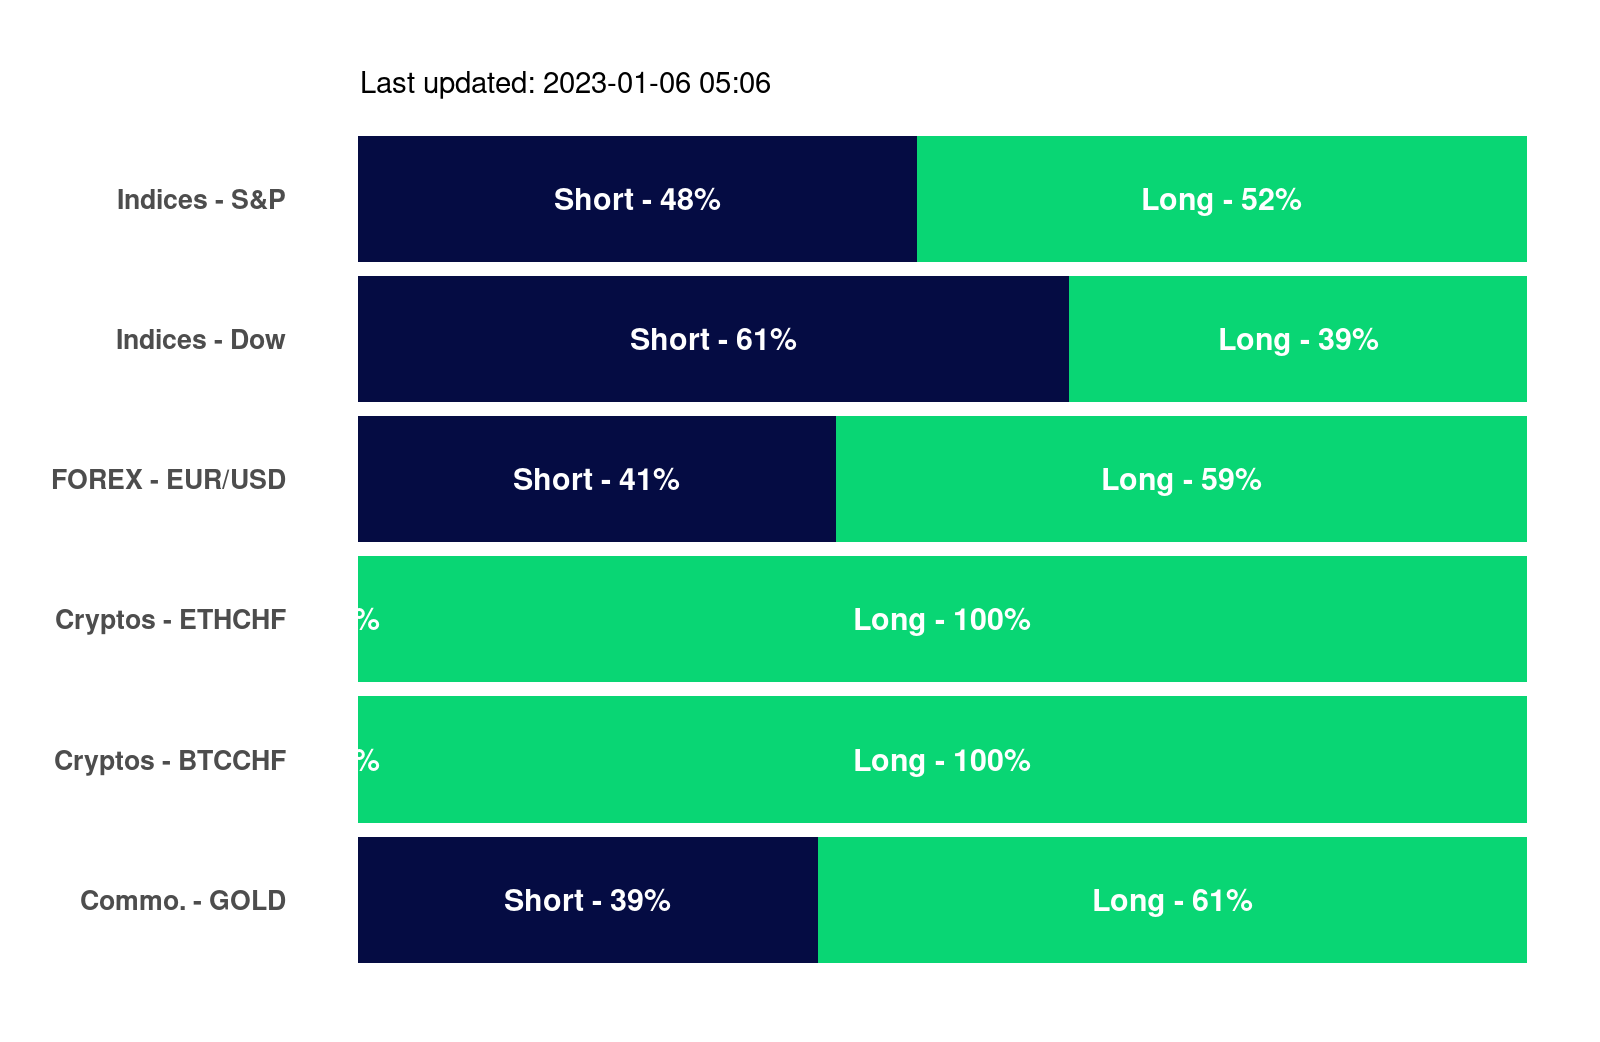 Last updated: 2023-01-06 05:06
Indices - S&P Short - 48% Long - 52%
Indices - Dow Short - 61% Long - 39%
FOREX - EUR/USD Short - 41% Long - 59%
Cryptos - ETHCHF % Long - 100%
Cryptos - BTCCHF % Long - 100%
Commo. - GOLD Short - 39% Long - 61%